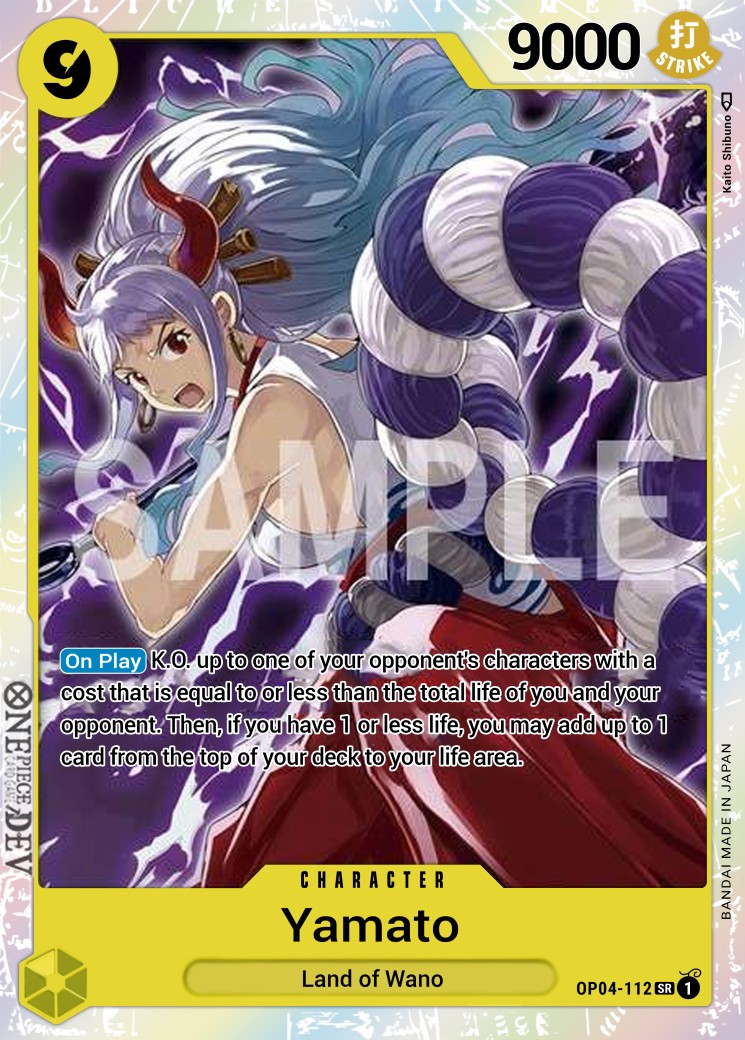 9
9000
打
STRIKE
Kaito Shibuno
SAMPLE
On Play K.O. up to one of your opponent's characters with a
cost that is equal to or less than the total life of you and your
opponent. Then, if you have 1 or less life, you may add up to 1
card from the top of your deck to your life area.
ONE PIECE.DEV
BANDAI MADE IN JAPAN
CHARACTER
Yamato
Land of Wano
OP04-112 SR 1